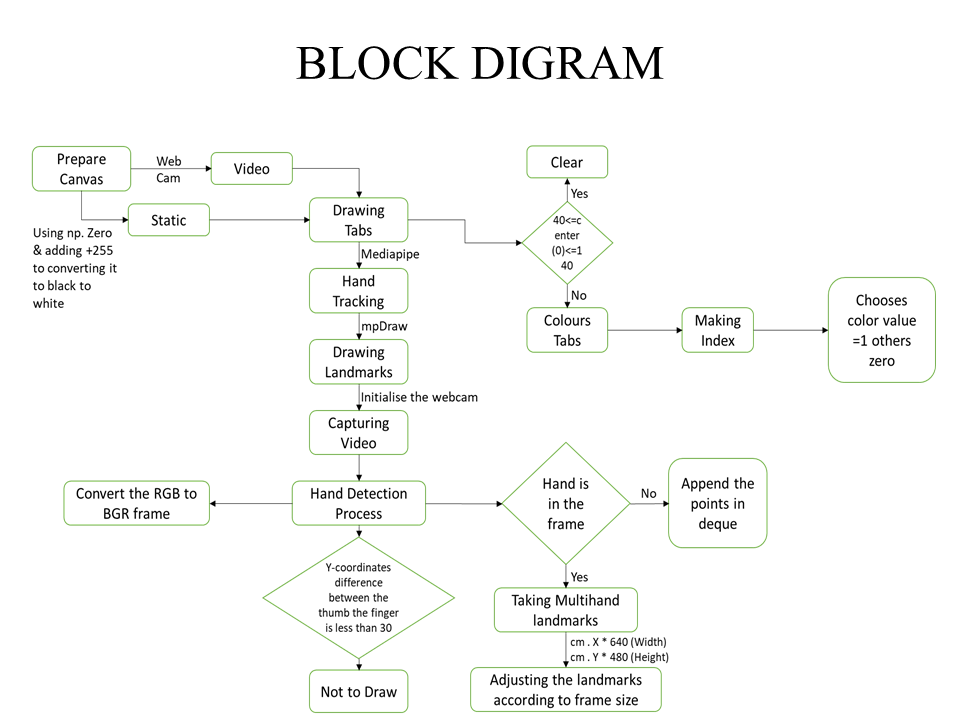 BLOCK DIGRAM
Prepare
Canvas
Web
Cam
Video
Static
Using np. Zero
& adding +255
to converting it
to black to
white
Drawing
Tabs
Mediapipe
Hand
Tracking
mpDraw
Drawing
Landmarks
Initialise the webcam
Capturing
Video
Clear
Yes
40<=c
enter
(0)<=1
40
No
Colours
Tabs
Making
Index
Chooses
color value
=1 others
zero
Convert the RGB to
BGR frame
Hand Detection
Process
Hand is
in the
frame
No
Append the
points in
deque
Yes
Taking Multihand
landmarks
cm . X * 640 (Width)
cm . Y * 480 (Height)
Adjusting the landmarks
according to frame size
Y-coordinates
difference
between the
thumb the finger
is less than 30
Not to Draw